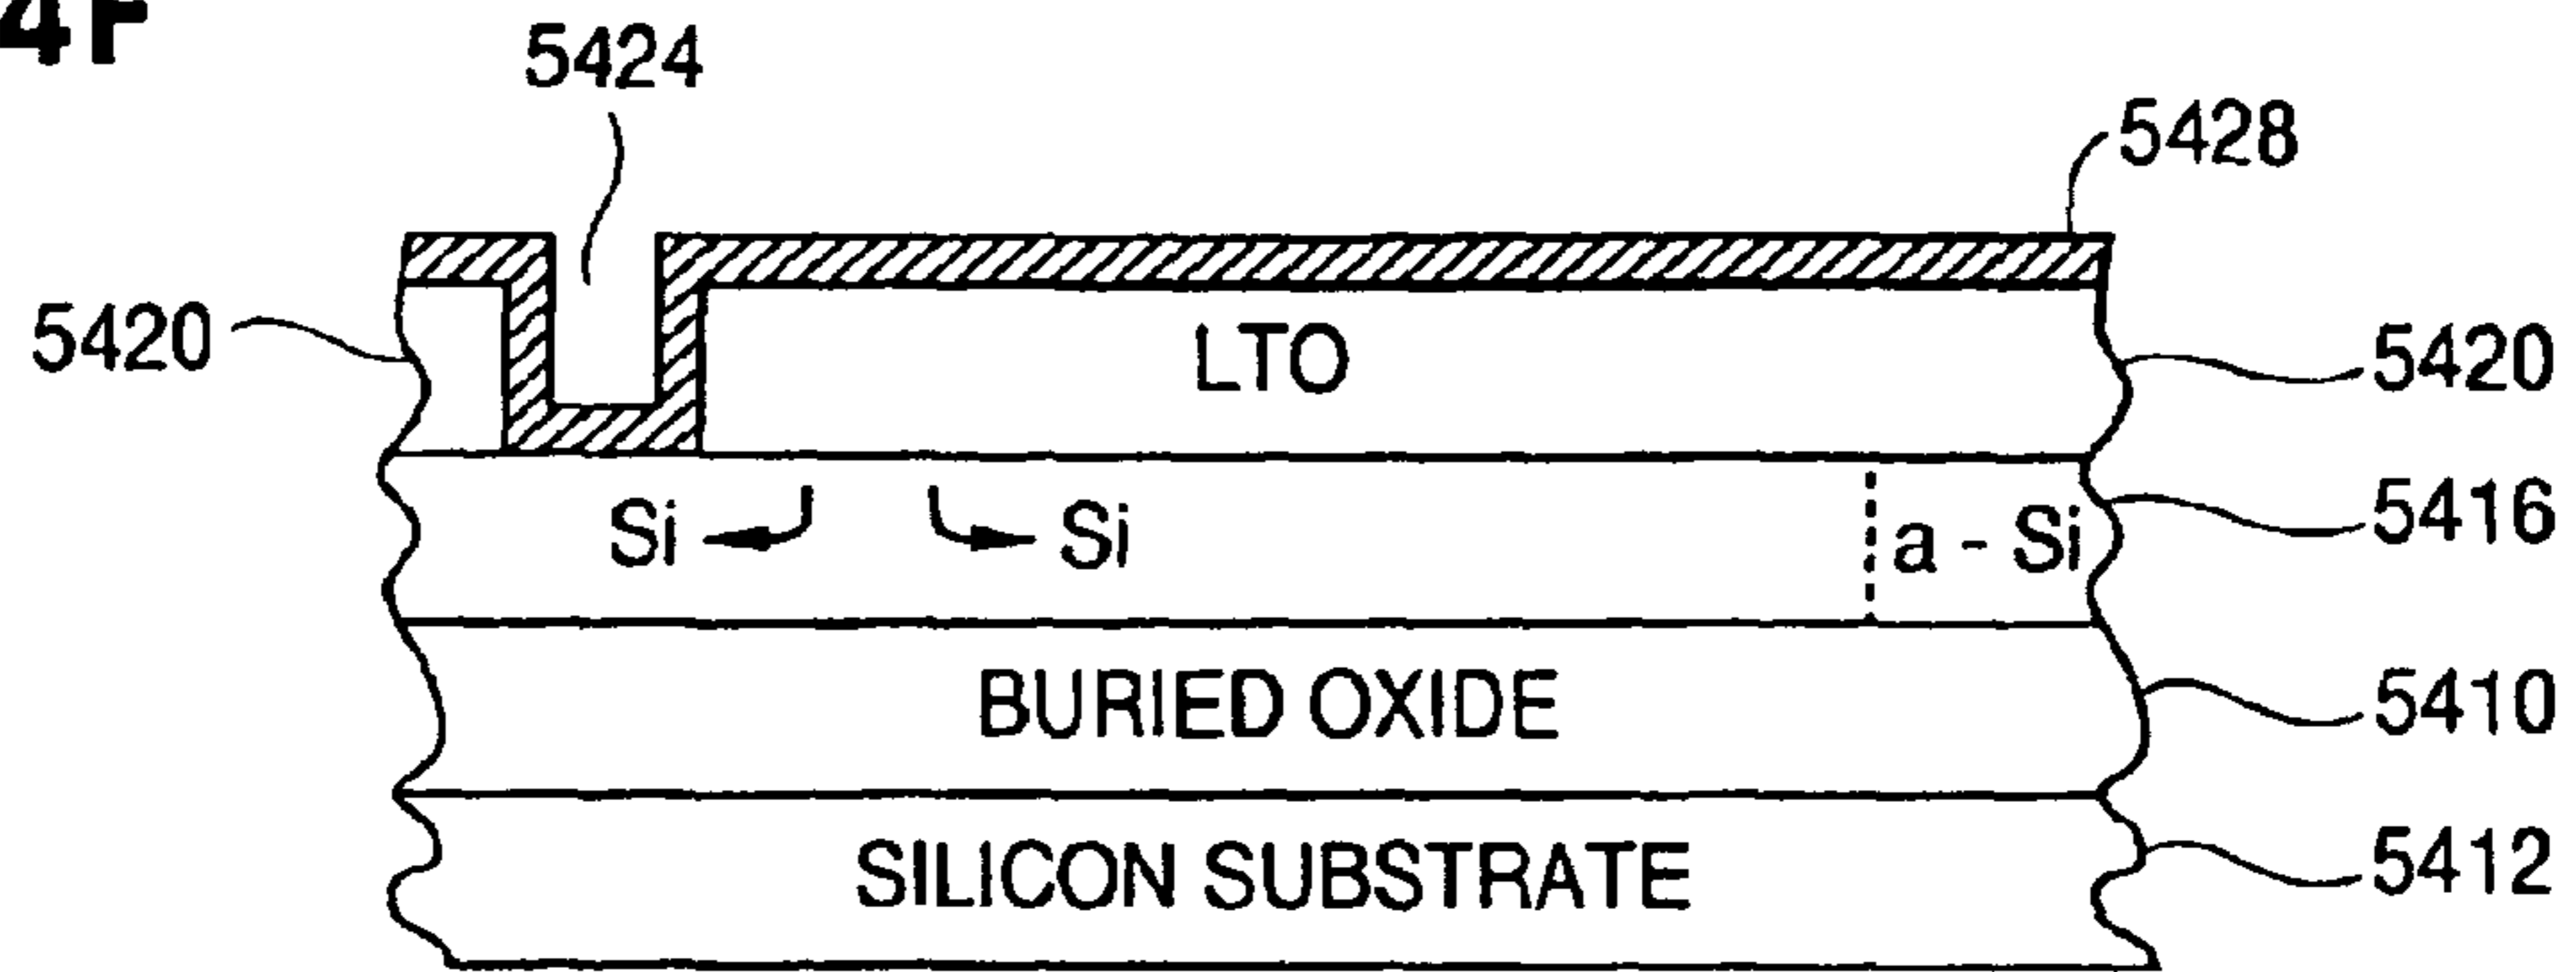 4F
5424
5428
5420
LTO
5420
Si
Si
a - Si
5416
BURIED OXIDE
5410
SILICON SUBSTRATE
5412